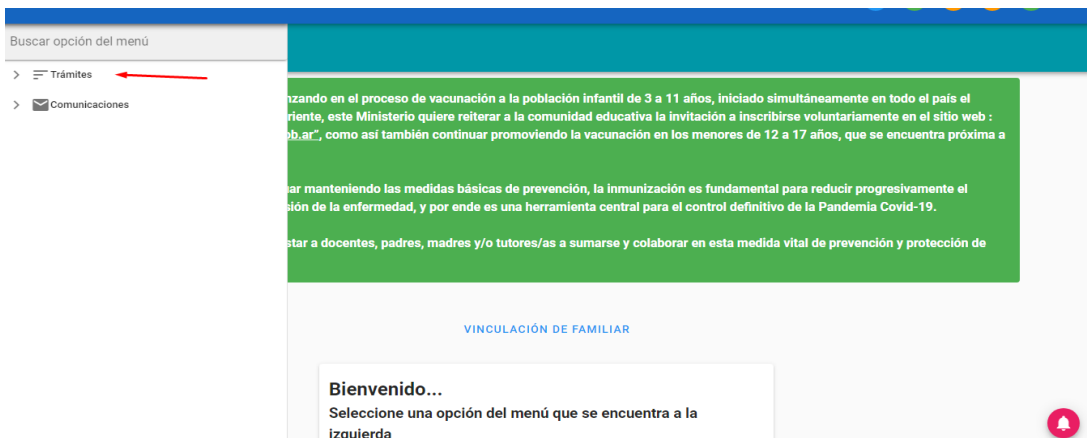 Buscar opción del menú
Trámites
Comunicaciones
en el proceso de vacunación a la población infantil de 3 a 11 años, iniciado simultáneamente en todo el país el
este Ministerio quiere reiterar a la comunidad educativa la invitación a inscribirse voluntariamente en el sitio web :
ob.ar", como así también continuar promoviendo la vacunación en los menores de 12 a 17 años, que se encuentra próxima a
manteniendo las medidas básicas de prevención, la inmunización es fundamental para reducir progresivamente el
de la enfermedad, y por ende es una herramienta central para el control definitivo de la Pandemia Covid-19.
a docentes, padres, madres y/o tutores/as a sumarse y colaborar en esta medida vital de prevención y protección de
VINCULACIÓN DE FAMILIAR
Bienvenido...
Seleccione una opción del menú que se encuentra a la
izquierda